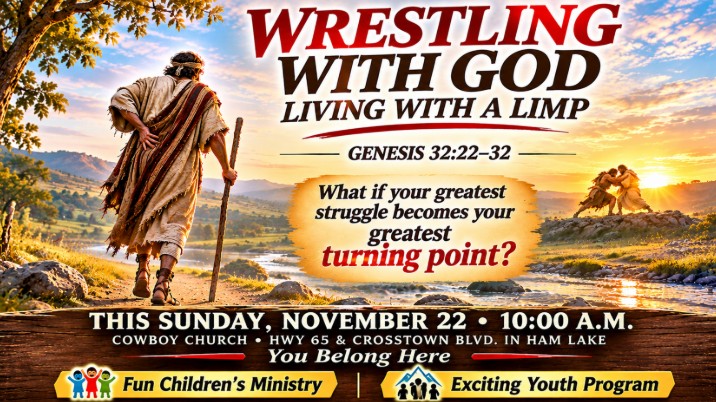 WRESTLING
WITH GOD
LIVING WITH A LIMP
GENESIS 32:22–32
What if your greatest
struggle becomes your
greatest
turning point?
THIS SUNDAY, NOVEMBER 22 • 10:00 A.M.
COWBOY CHURCH • HWY 65 & CROSSTOWN BLVD. IN HAM LAKE
You Belong Here
Fun Children's Ministry
Exciting Youth Program